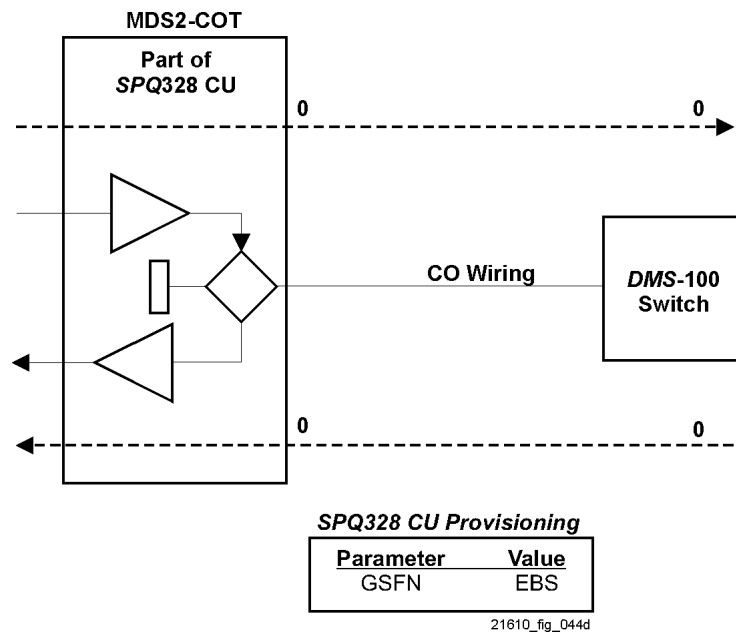 MDS2-COT
Part of
SPQ328 CU
0 0
CO Wiring
DMS-100
Switch
0 0
SPQ328 CU Provisioning
Parameter Value
GSFN EBS
21610_fig_044d